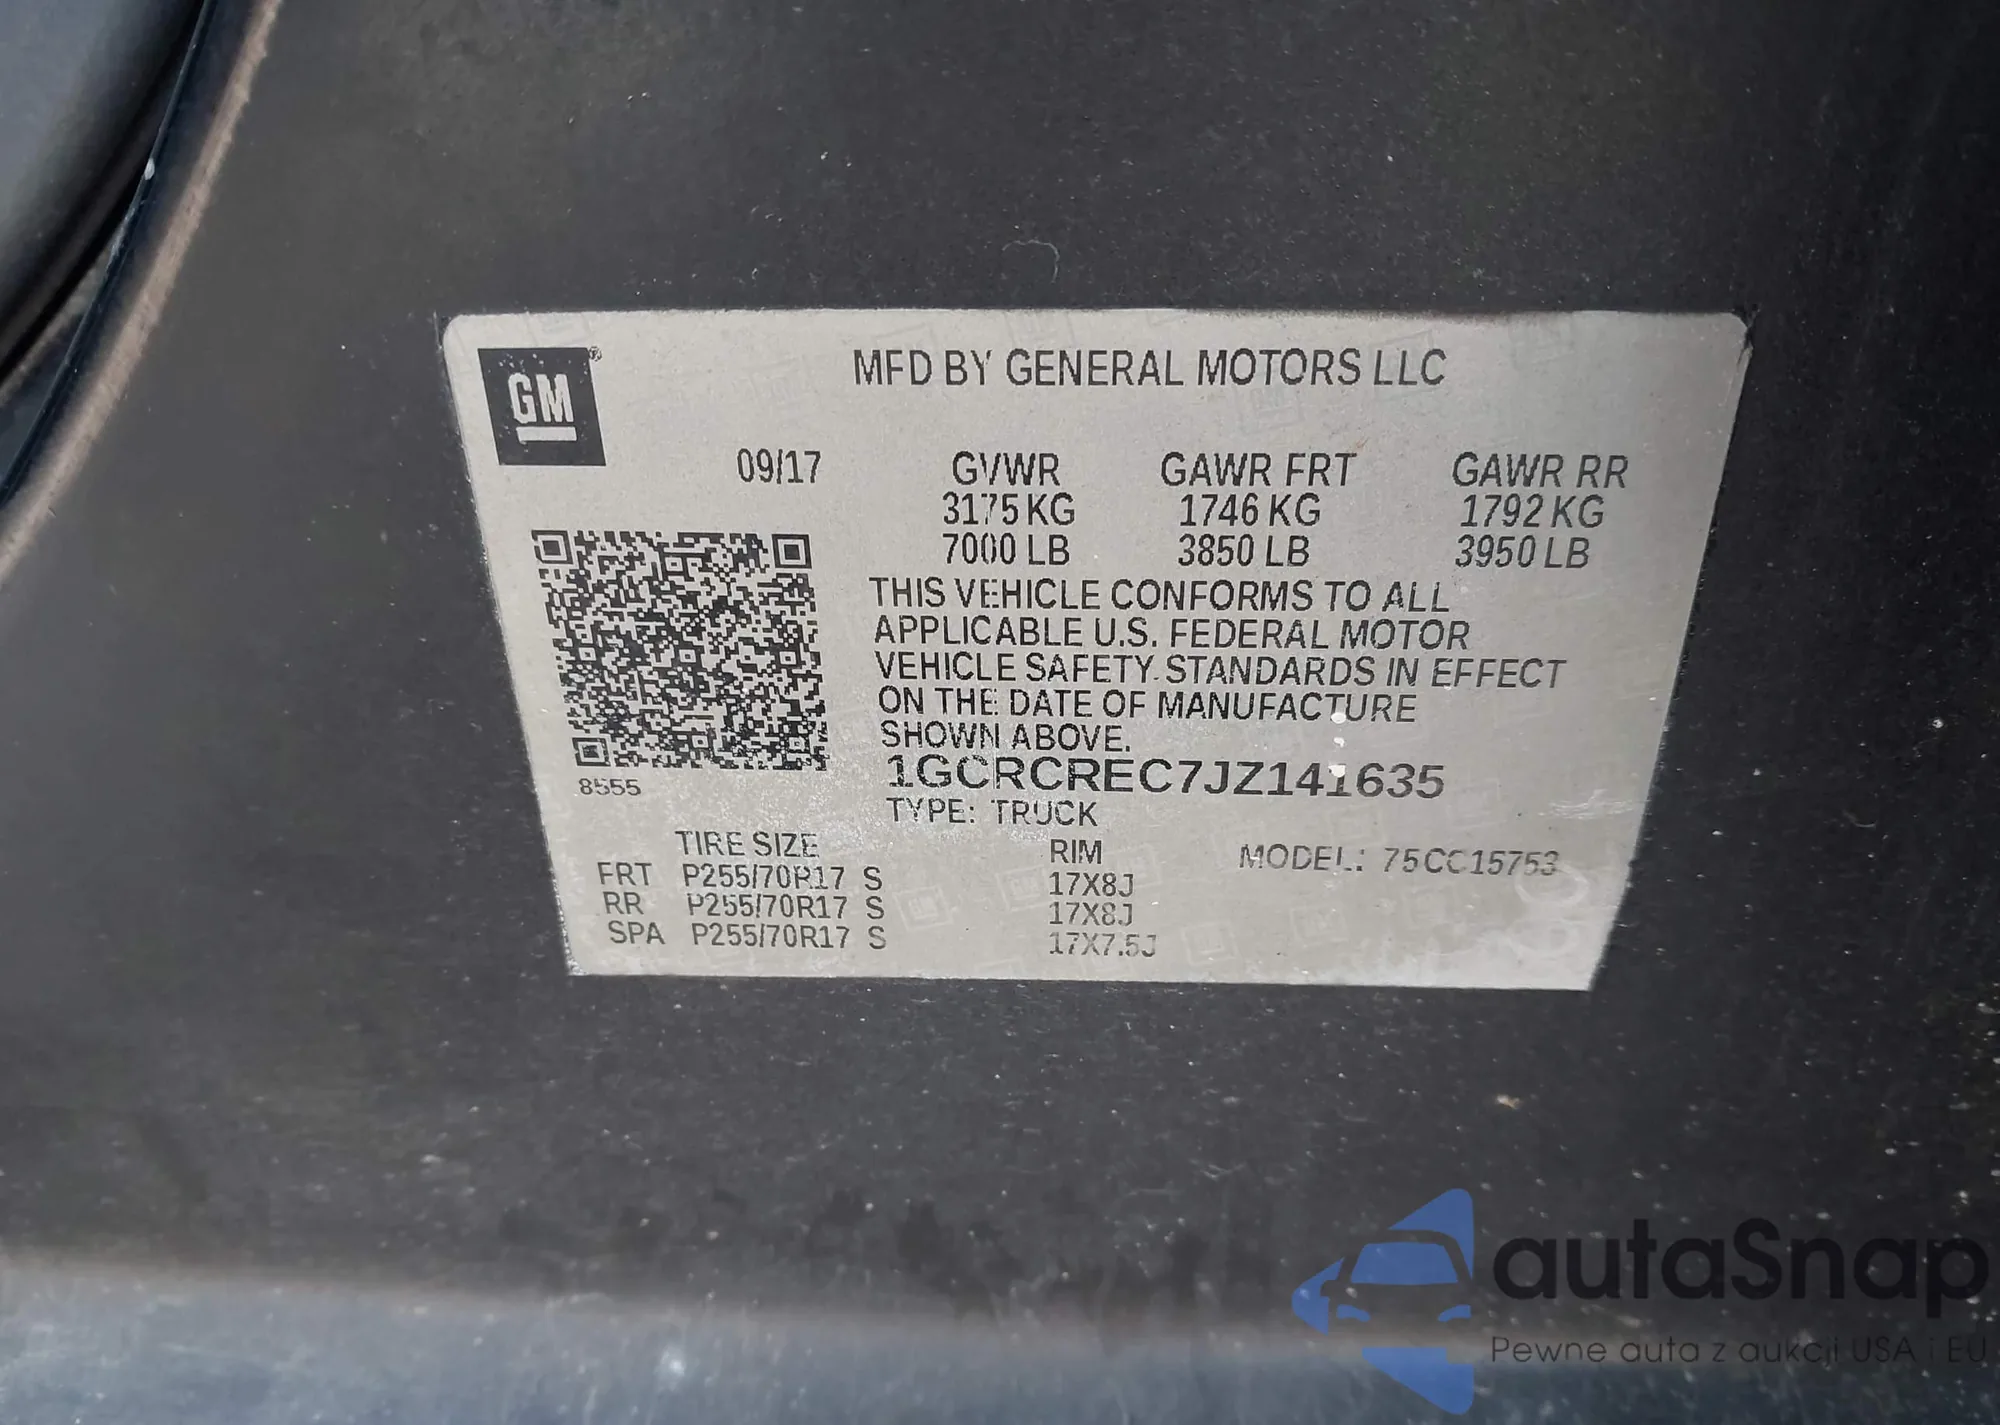 GM
MFD BY GENERAL MOTORS LLC
09/17 GVWR GAWR FRT GAWR RR
3175 KG 1746 KG 1792 KG
7000 LB 3850 LB 3950 LB
THIS VEHICLE CONFORMS TO ALL
APPLICABLE U.S. FEDERAL MOTOR
VEHICLE SAFETY STANDARDS IN EFFECT
ON THE DATE OF MANUFACTURE
SHOWN ABOVE.
8555
1GCRCREC7JZ141635
TYPE: TRUCK
TIRE SIZE RIM MODEL: 75CC15753
FRT P255/70R17 S 17X8J
RR P255/70R17 S 17X8J
SPA P255/70R17 S 17X7.5J
autaSnap
Pewne auta z aukcji USA i EU